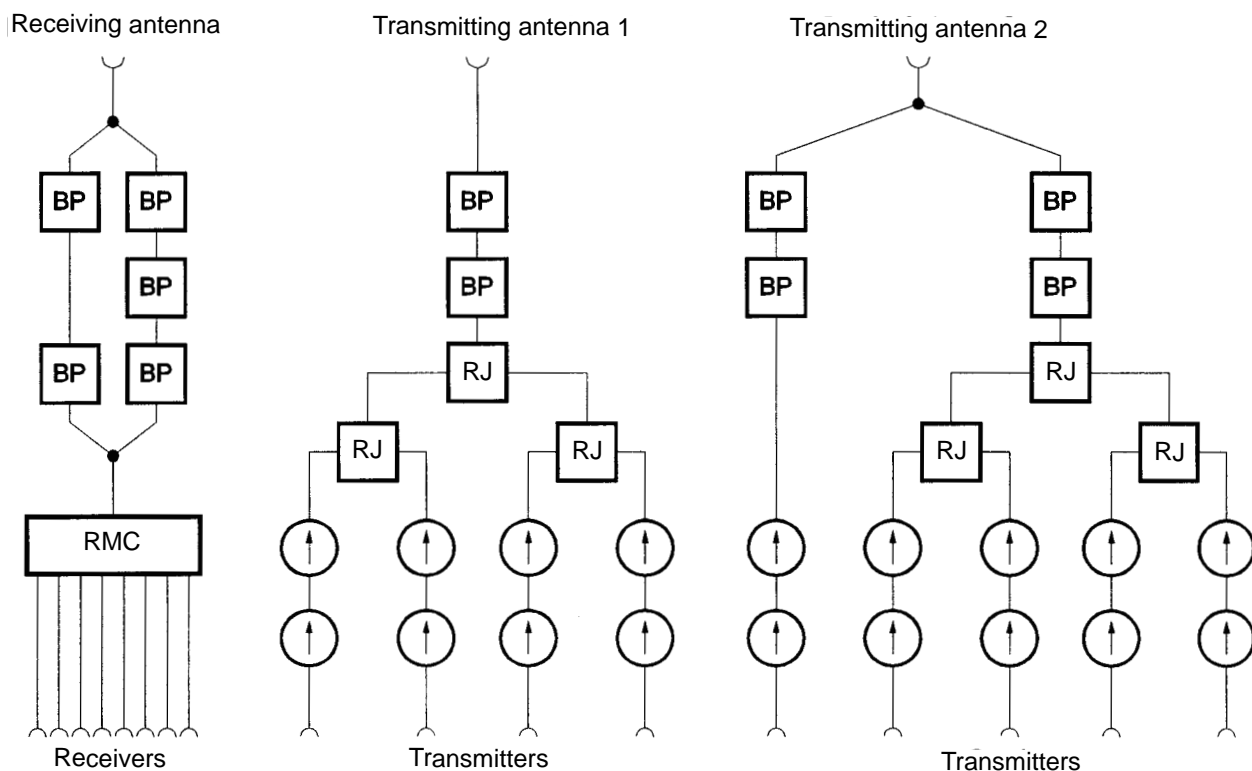 Receiving antenna
Transmitting antenna 1
Transmitting antenna 2
BP BP BP BP BP
BP BP BP BP
BP BP RJ RJ
RJ RJ RJ RJ
RMC
Receivers
Transmitters
Transmitters